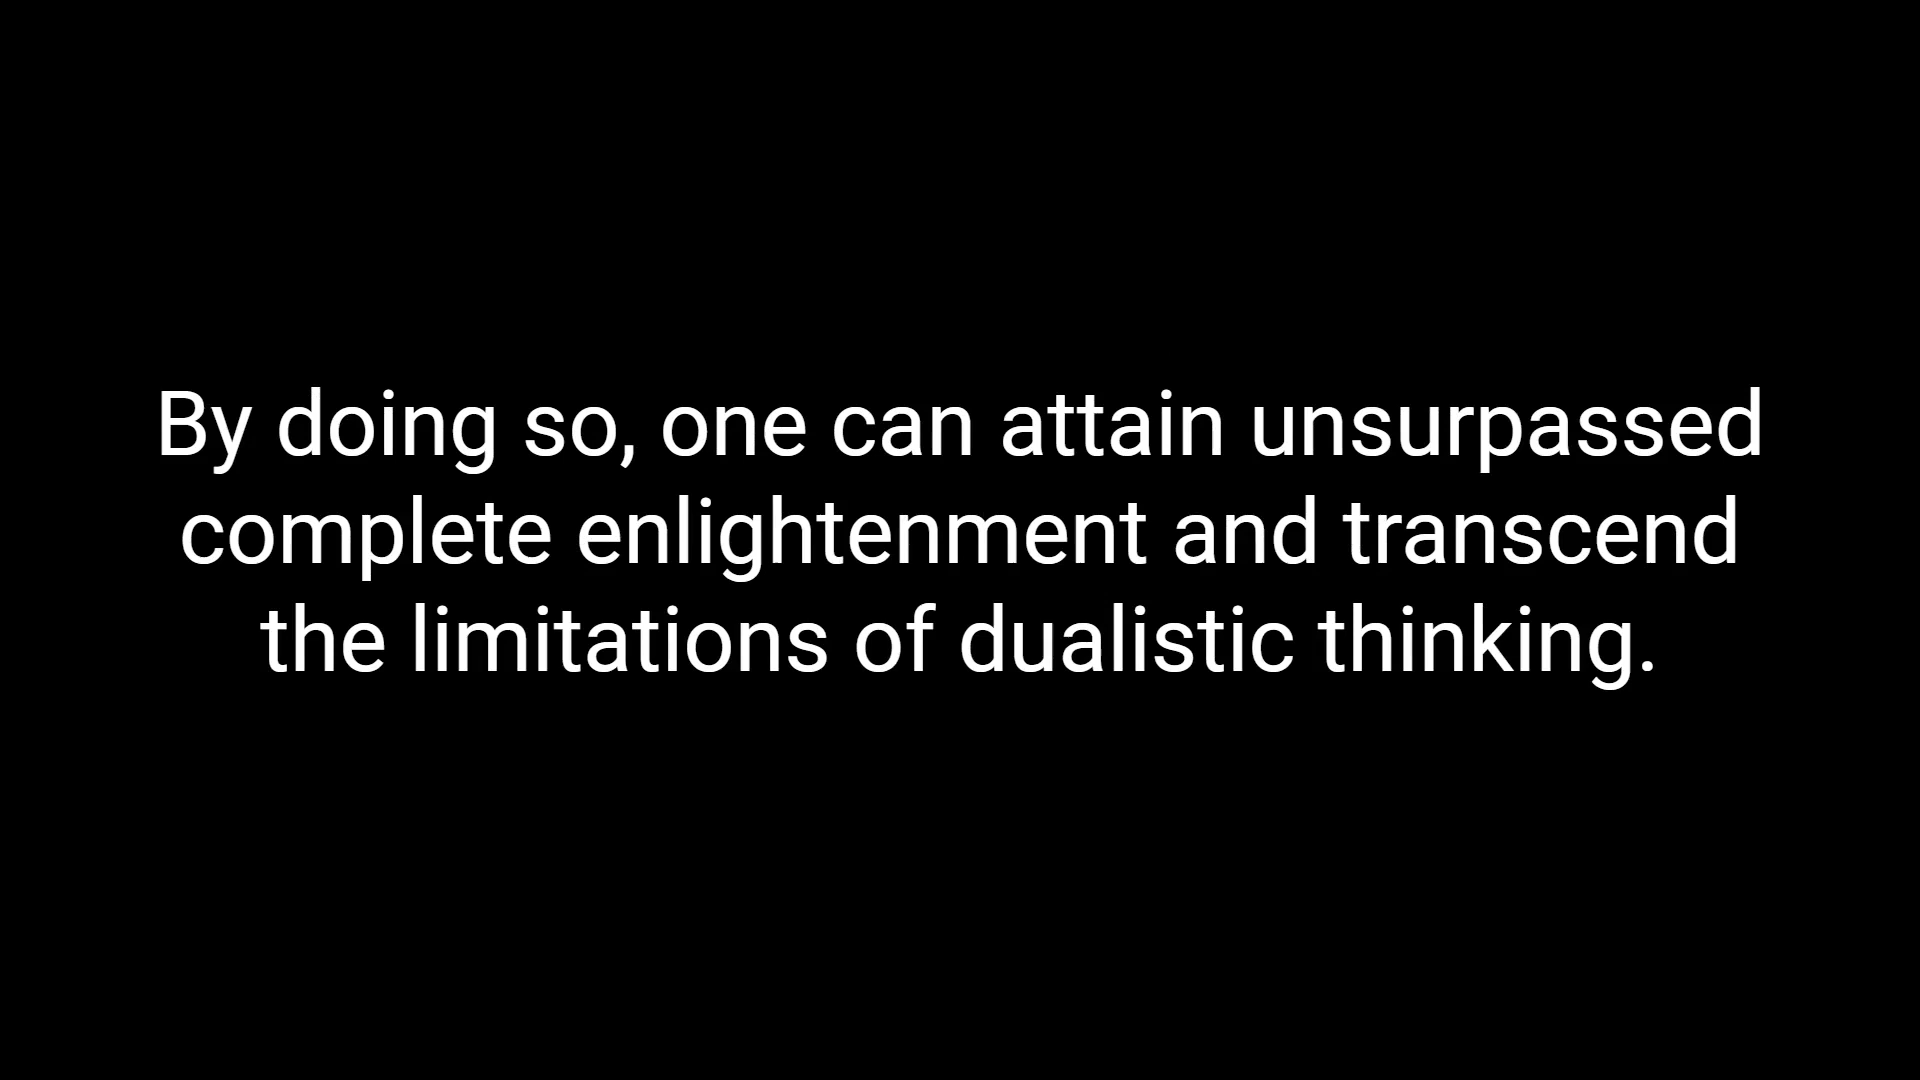 By doing so, one can attain unsurpassed
complete enlightenment and transcend
the limitations of dualistic thinking.